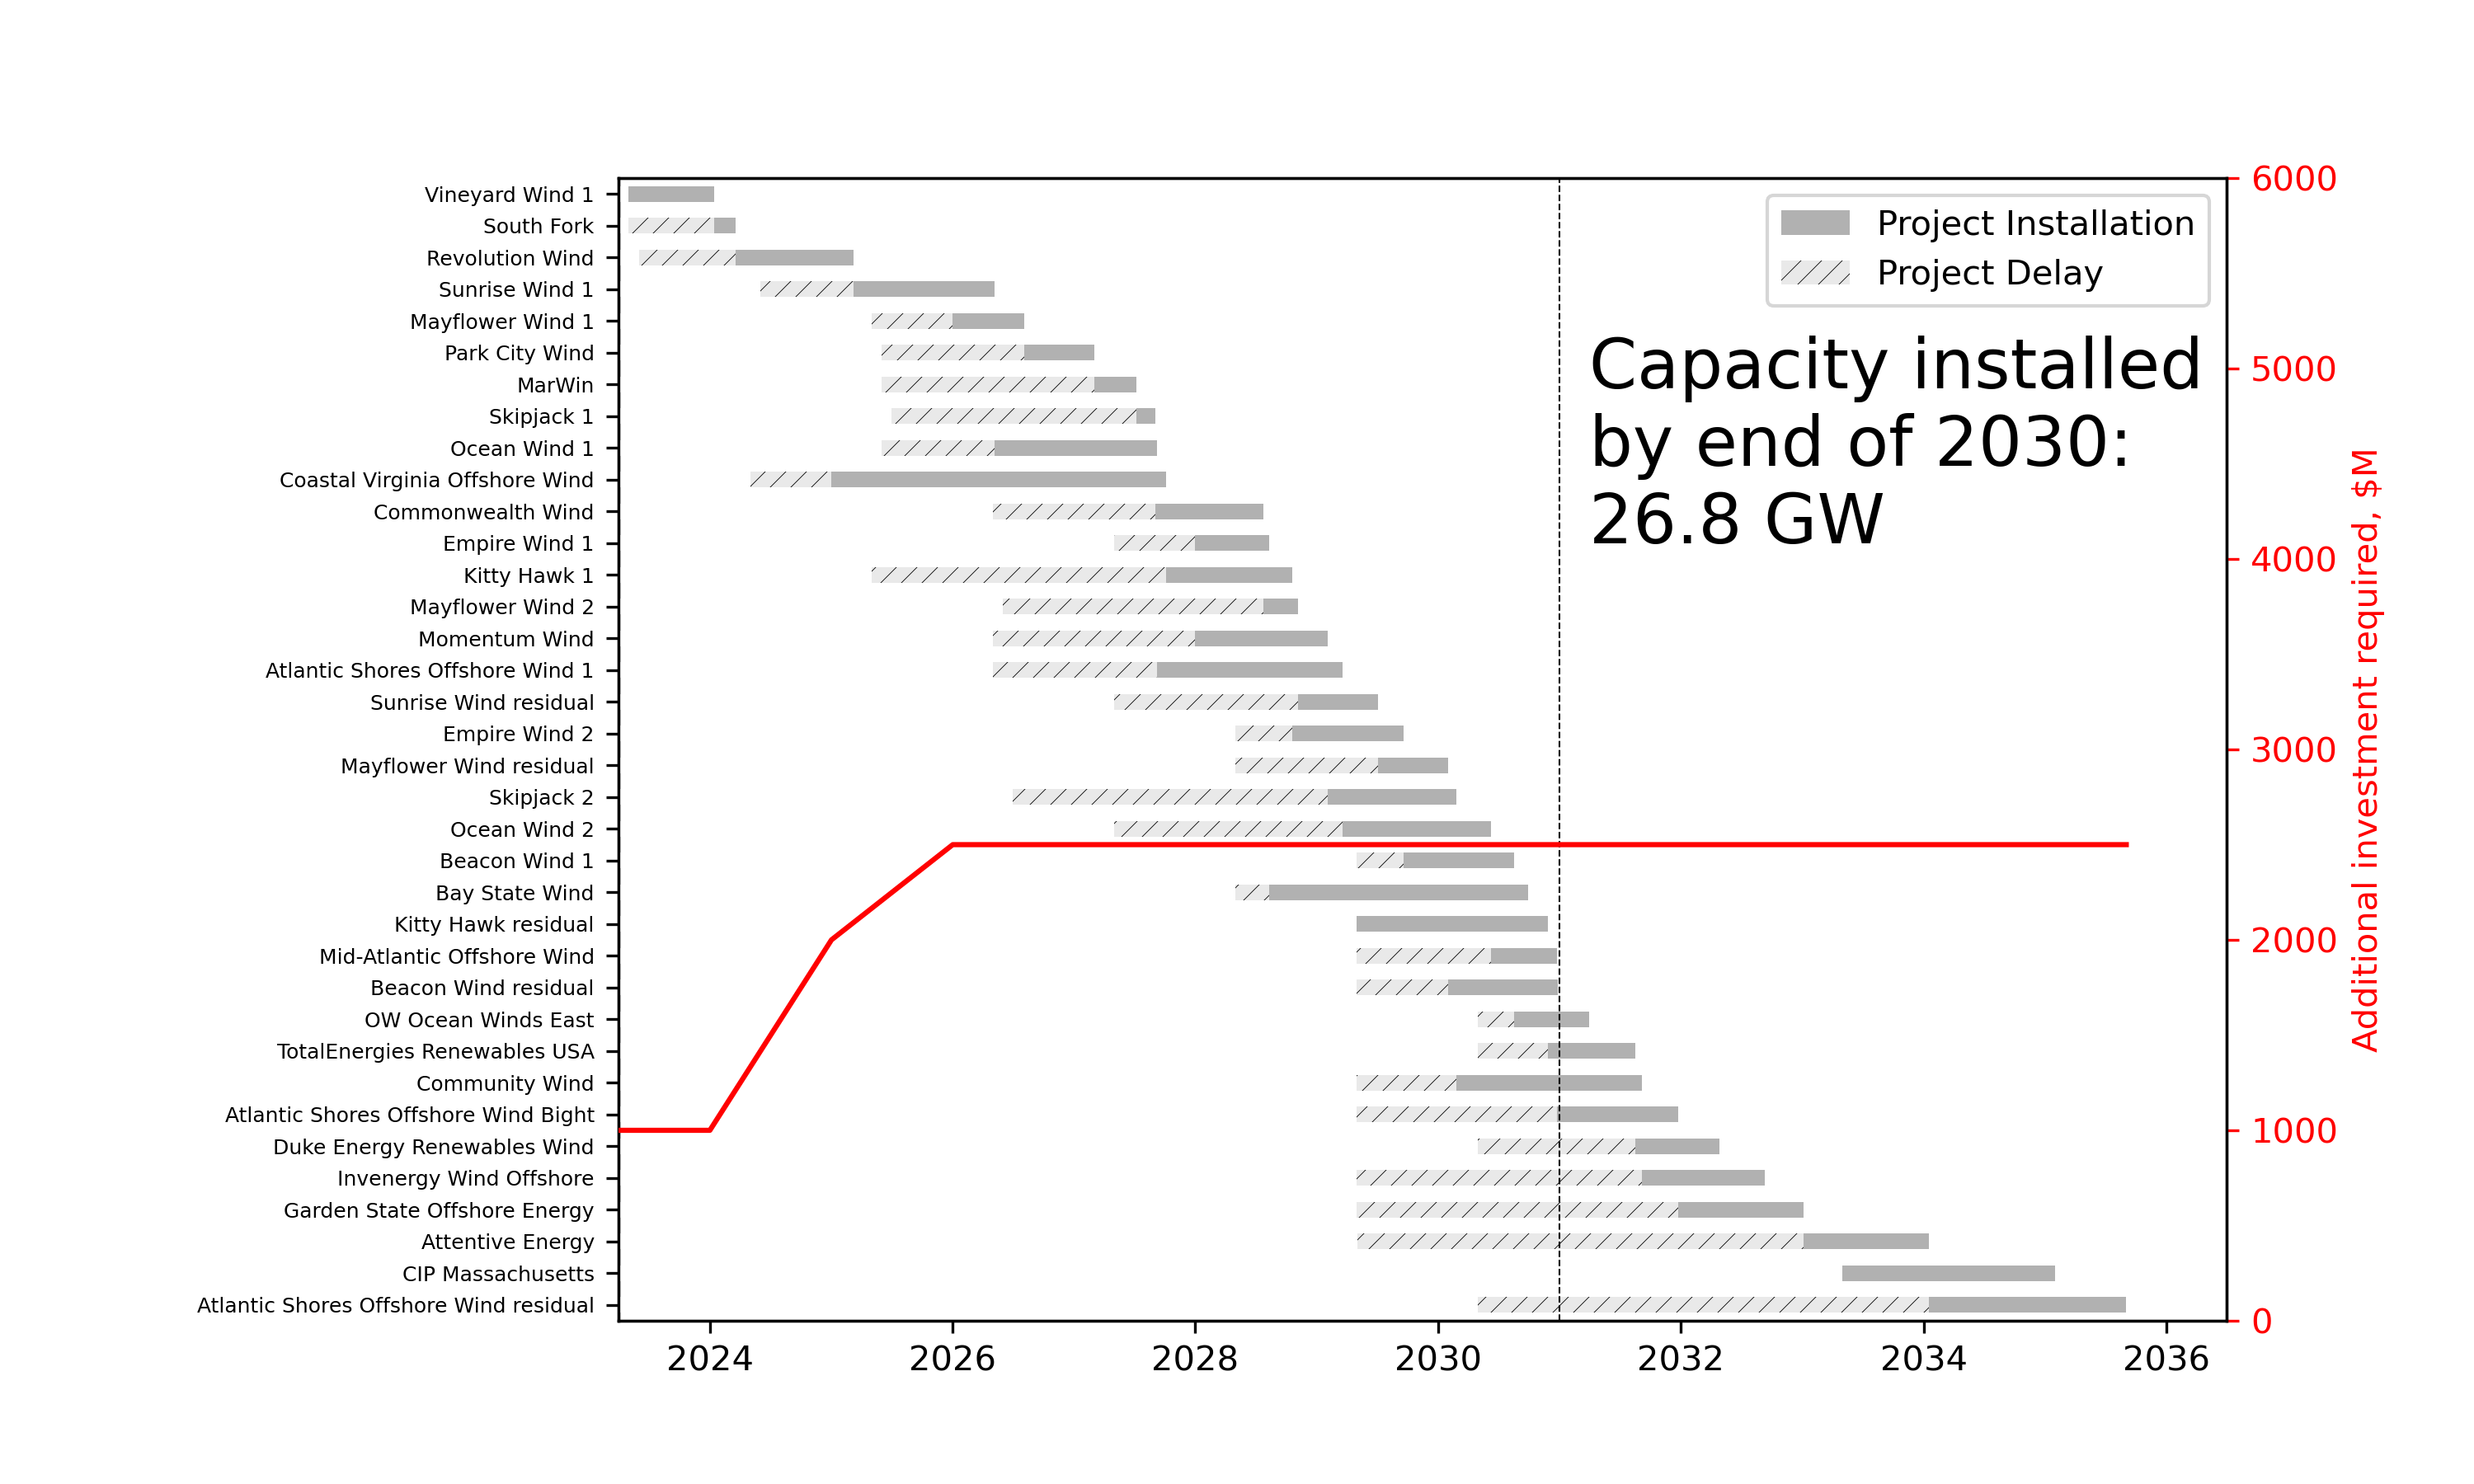 Vineyard Wind 1
South Fork
Revolution Wind
Sunrise Wind 1
Mayflower Wind 1
Park City Wind
MarWin
Skipjack 1
Ocean Wind 1
Coastal Virginia Offshore Wind
Commonwealth Wind
Empire Wind 1
Kitty Hawk 1
Mayflower Wind 2
Momentum Wind
Atlantic Shores Offshore Wind 1
Sunrise Wind residual
Empire Wind 2
Mayflower Wind residual
Skipjack 2
Ocean Wind 2
Beacon Wind 1
Bay State Wind
Kitty Hawk residual
Mid-Atlantic Offshore Wind
Beacon Wind residual
OW Ocean Winds East
TotalEnergies Renewables USA
Community Wind
Atlantic Shores Offshore Wind Bight
Duke Energy Renewables Wind
Invenergy Wind Offshore
Garden State Offshore Energy
Attentive Energy
CIP Massachusetts
Atlantic Shores Offshore Wind residual
Project Installation
Project Delay
Capacity installed
by end of 2030:
26.8 GW
6000
5000
4000
3000
2000
1000
0
Additional investment required, $M
2024 2026 2028 2030 2032 2034 2036